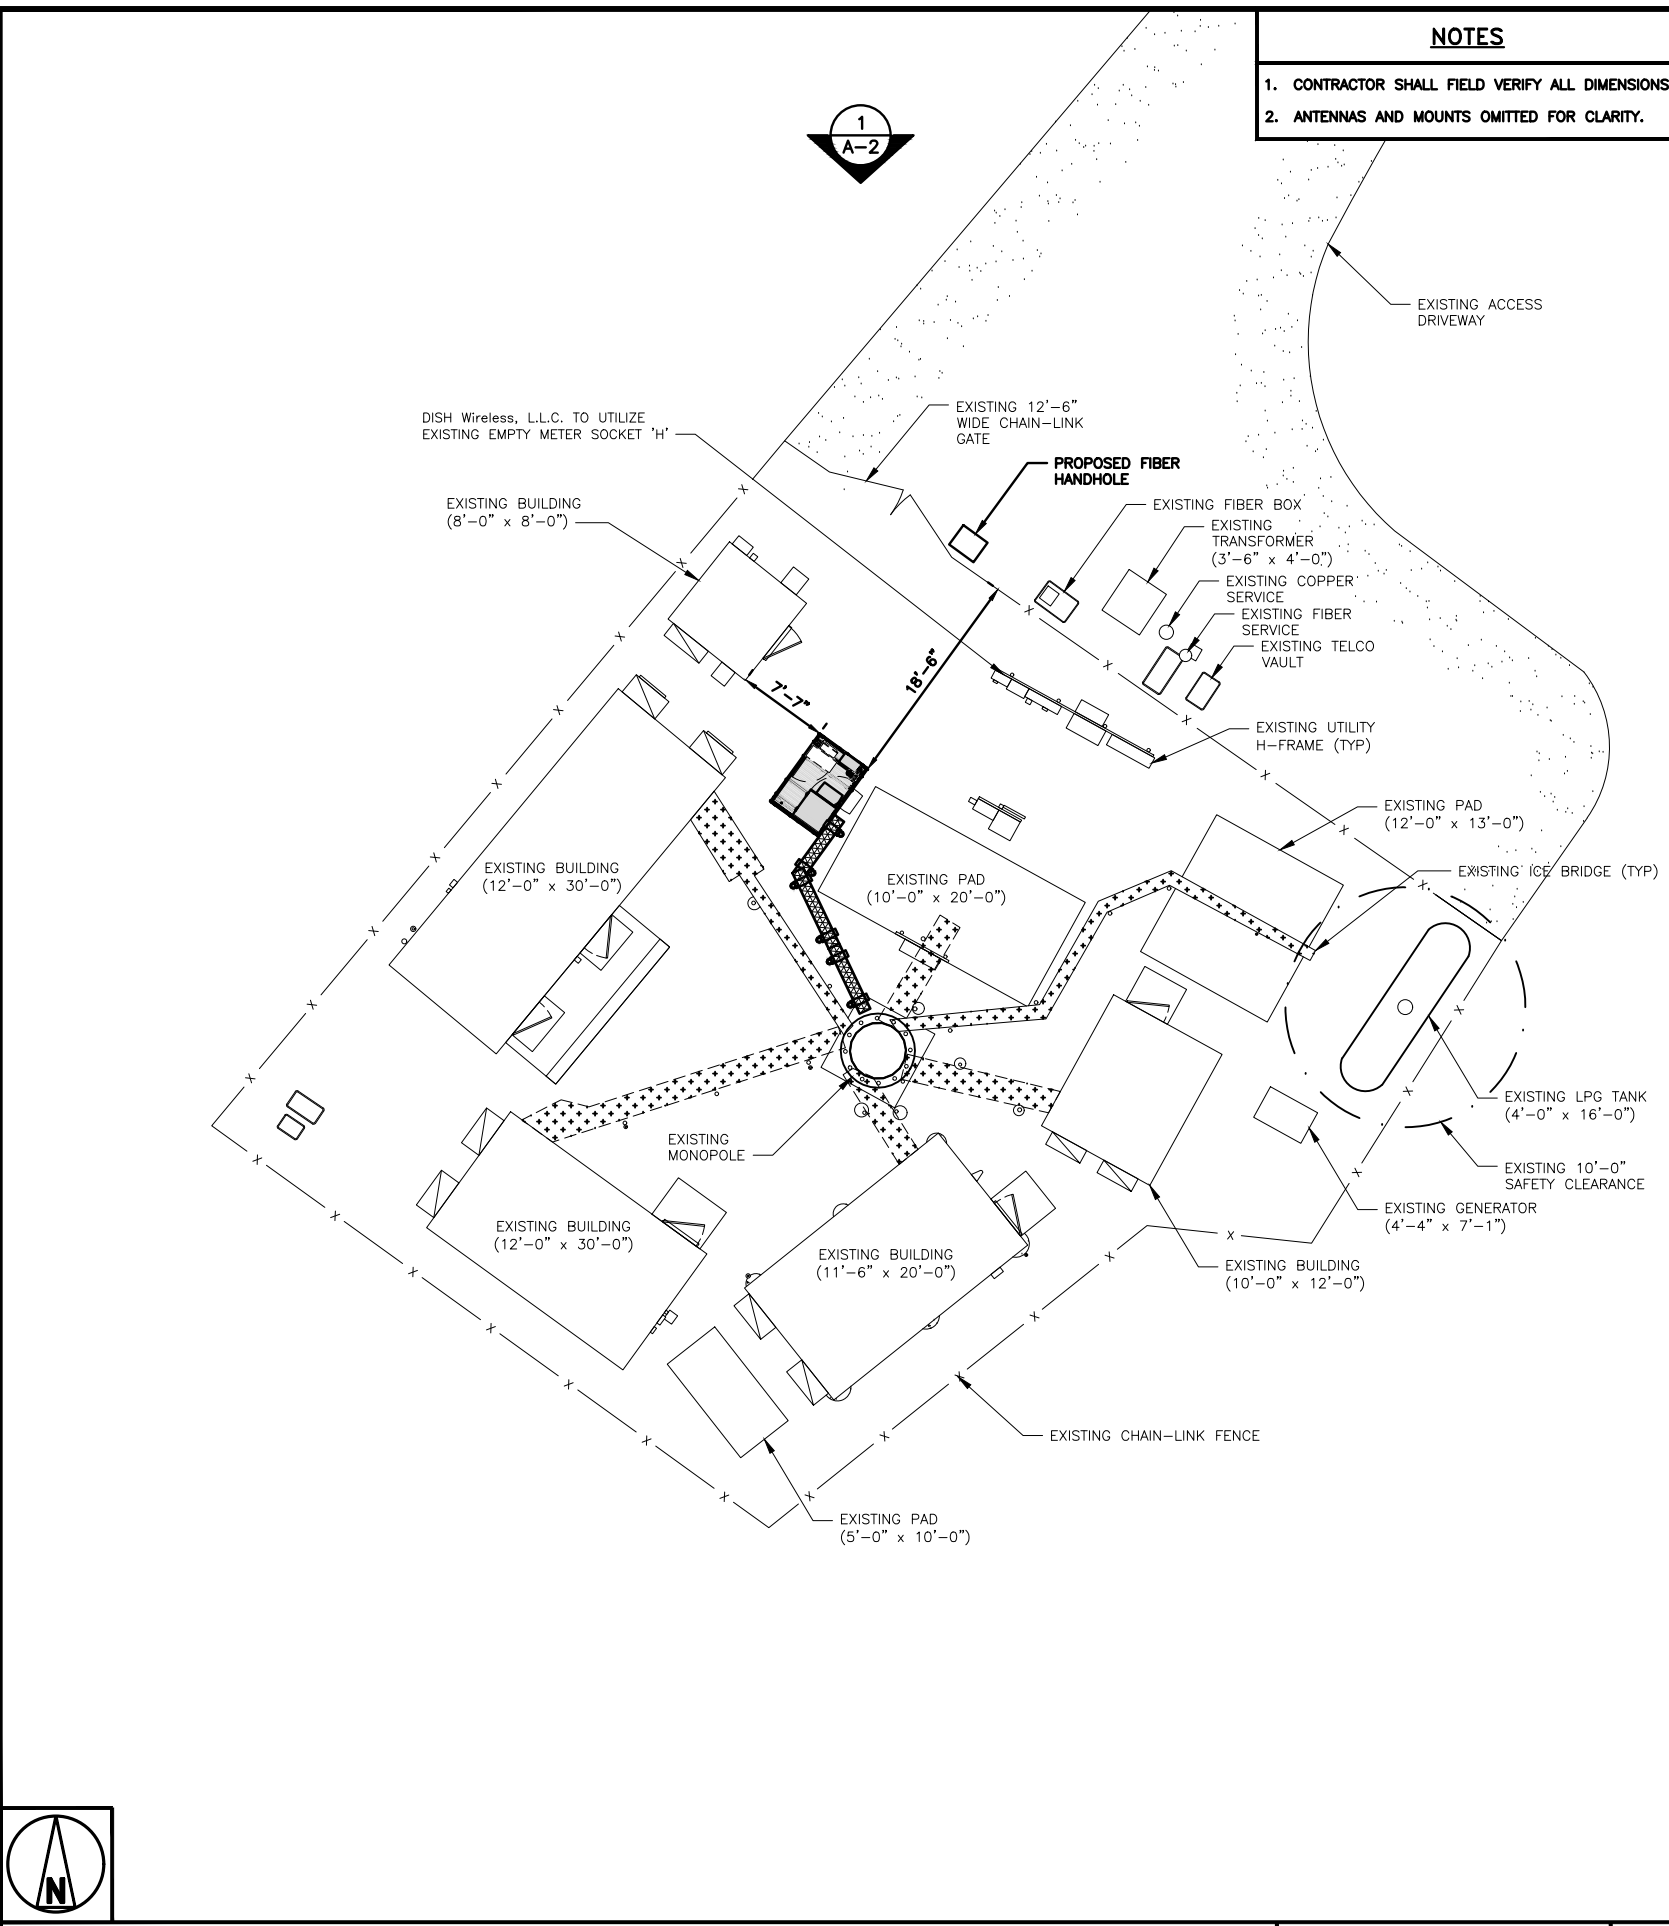 NOTES
1. CONTRACTOR SHALL FIELD VERIFY ALL DIMENSIONS
2. ANTENNAS AND MOUNTS OMITTED FOR CLARITY.
1
A-2
EXISTING ACCESS
DRIVEWAY
DISH Wireless, L.L.C. TO UTILIZE
EXISTING EMPTY METER SOCKET 'H'
EXISTING 12'-6"
WIDE CHAIN-LINK
GATE
PROPOSED FIBER
HANDHOLE
EXISTING BUILDING
(8'-0" x 8'-0")
EXISTING FIBER BOX
EXISTING
TRANSFORMER
(3'-6" x 4'-0")
EXISTING COPPER
SERVICE
EXISTING FIBER
SERVICE
EXISTING TELCO
VAULT
18'-6"
7'-7"
EXISTING UTILITY
H-FRAME (TYP)
EXISTING PAD
(12'-0" x 13'-0")
EXISTING BUILDING
(12'-0" x 30'-0")
EXISTING PAD
(10'-0" x 20'-0")
EXISTING ICE BRIDGE (TYP)
EXISTING LPG TANK
(4'-0" x 16'-0")
EXISTING
MONOPOLE
EXISTING 10'-0"
SAFETY CLEARANCE
EXISTING GENERATOR
(4'-4" x 7'-1")
EXISTING BUILDING
(12'-0" x 30'-0")
EXISTING BUILDING
(11'-6" x 20'-0")
EXISTING BUILDING
(10'-0" x 12'-0")
EXISTING CHAIN-LINK FENCE
EXISTING PAD
(5'-0" x 10'-0")
N